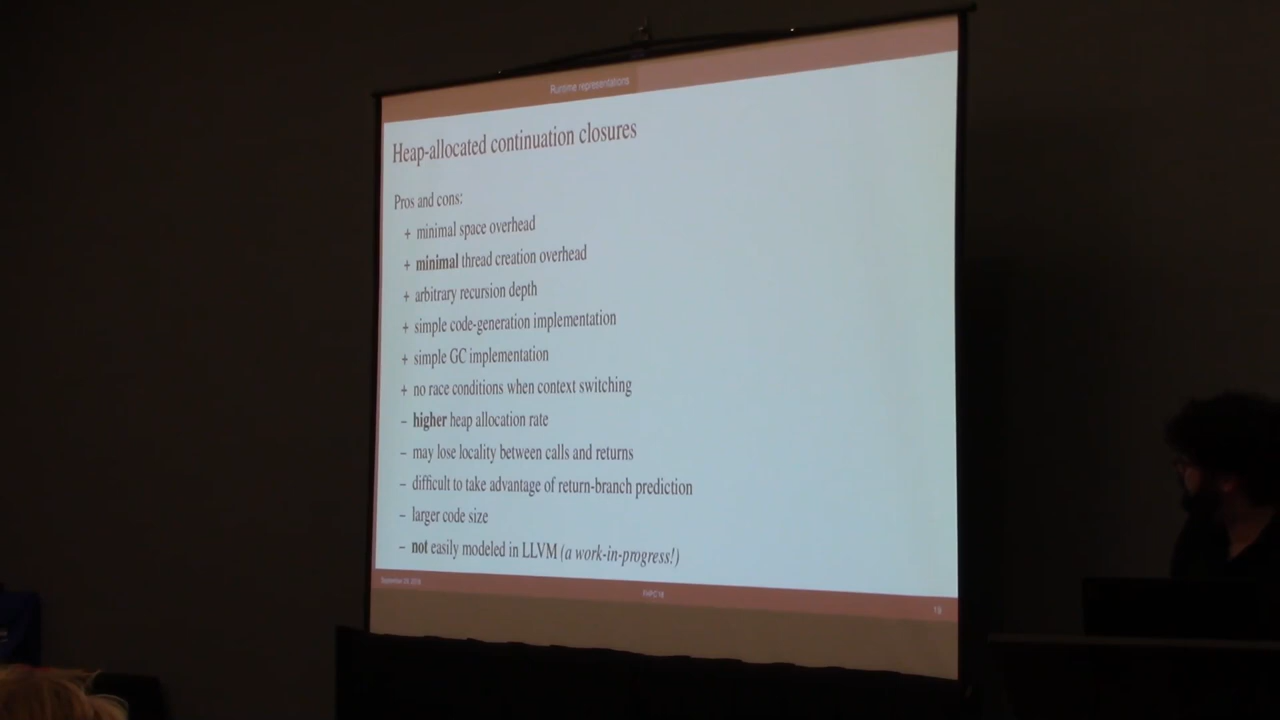 Runtime representations
Heap-allocated continuation closures
Pros and cons:
+ minimal space overhead
+ minimal thread creation overhead
+ arbitrary recursion depth
+ simple code-generation implementation
+ simple GC implementation
+ no race conditions when context switching
– higher heap allocation rate
– may lose locality between calls and returns
– difficult to take advantage of return-branch prediction
– larger code size
– not easily modeled in LLVM (a work-in-progress!)
September